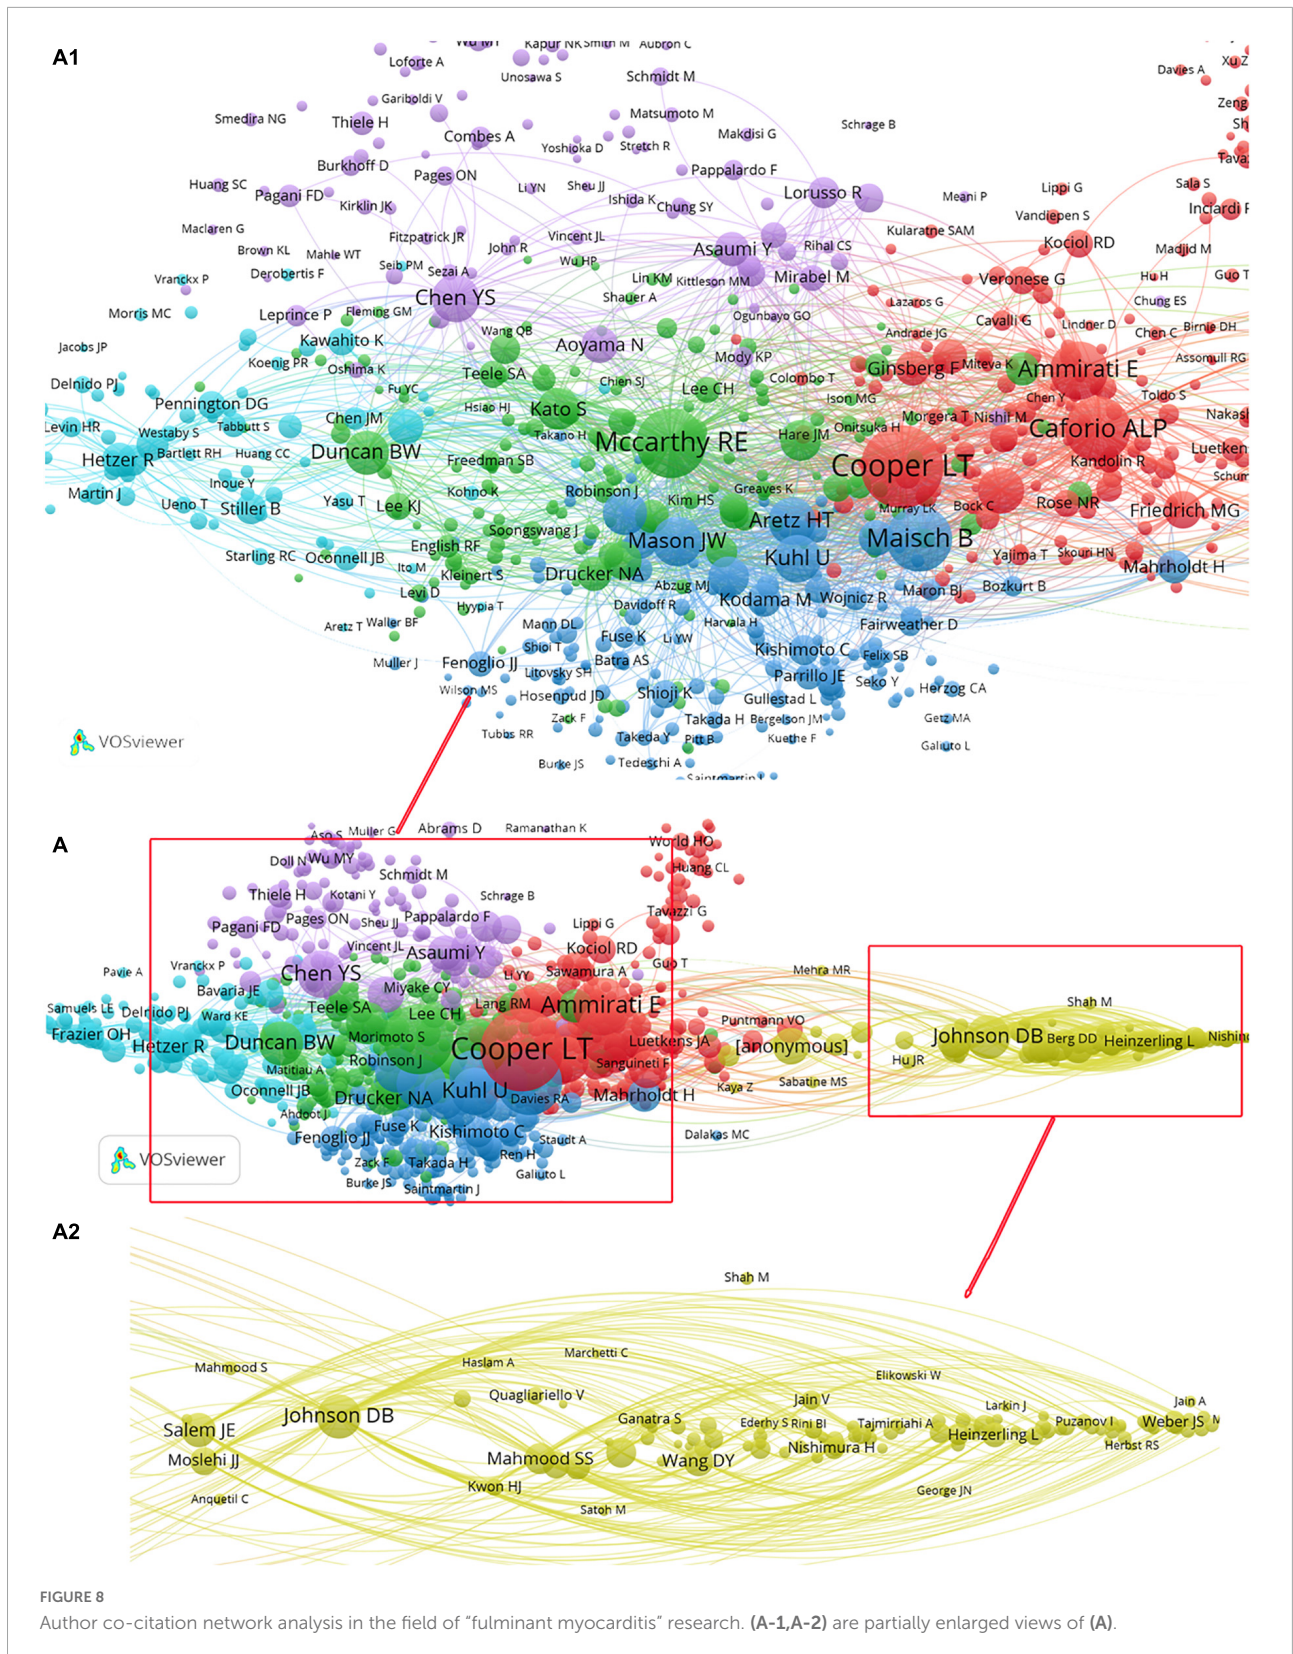 A1
Wu MY Kapur NK Smith M Aubron C
Loforte A Davies A Xu Z
Unosawa S Schmidt M
Gariboldi V Zeng
Smedira NG Thiele H Matsumoto M Schrage B Sh
Combes A Makdisi G
Yoshioka D Stretch R Tava
Burkhoff D Pages ON Pappalardo F
Huang SC Pagani FD Li YN Sheu JJ Lorusso R Meani P Lippi G Sala S
Kirklin JK Ishida K Chung SY Vandiepen S Inciardi F
Maclaren G Fitzpatrick JR Vincent JL Kularatne SAM
Brown KL Mahle WT John R Asaumi Y Rihal CS Kociol RD Madjid M
Vranckx P Derobertis F Seib PM Sezai A Wu HP Lin KM Kittleson MM Mirabel M Veronese G Hu H Guo T
Morris MC Leprince P Fleming GM Chen YS Shauer A Lazaros G Chung ES
Ogunbayo GO Cavalli G Lindner D
Jacobs JP Kawahito K Wang QB Aoyama N Andrade JG Chen C Birnie DH
Koenig PR Oshima K Teele SA Mody KP Ginsberg F Miteva K Ammirati E Assomull RG
Delnido PJ Fu YC Chien SJ Lee CH Colombo T
Pennington DG Hsiao HJ Kato S Ison MG Chen Y Toldo S
Levin HR Westaby S Tabbutt S Chen JM Takano H Mccarthy RE Hare JM Onitsuka H Morgera T Nishii M Caforio ALP Nakas
Hetzer R Bartlett RH Huang CC Duncan BW Freedman SB Cooper LT Kandolin R Luetken
Martin J Inoue Y Kohno K Robinson J Greaves K Schum
Ueno T Stiller B Yasu T Lee KJ Kim HS Aretz HT Murray LK Bock C Rose NR Friedrich MG
Soongswang J Mason JW Maisch B
Starling RC Oconnell JB English RF Kuhl U Yajima T Skouri HN
Ito M Kleinert S Drucker NA Abzug MJ Mahrholdt H
Levi D Hyypia T Davidoff R Kodama M Wojnicz R Maron BJ Bozkurt B
Aretz T Waller BF Mann DL Fuse K Li YW Harvala H Fairweather D
Muller J Fenoglio JJ Shioi T Batra AS Kishimoto C Felix SB
Wilson MS Litovsky SH Parrillo JE Seko Y Herzog CA
Hosenpud JD Shioji K Gullestad L
Zack F Takada H Bergelson JM Getz MA
Tubbs RR Takeda Y Pitt B Kuethe F Galiuto L
VOSviewer
Burke JS Tedeschi A
Saintmartin J
A
Aso S Muller G Abrams D Ramanathan K World HO
Doll N Wu MY Schmidt M Huang CL
Thiele H Kotani Y Schrage B
Pagani FD Pages ON Sheu JJ Pappalardo F Lippi G Tavazzi G
Vincent JL Asaumi Y Kociol RD
Pavie A Vranckx P Chen YS Li YY Sawamura A Guo T Mehra MR
Bavaria JE Miyake CY
Samuels LE Delnido PJ Ward KE Teele SA Lee CH Lang RM Ammirati E Shah M
Frazier OH Hetzer R Duncan BW Morimoto S Cooper LT Luetkens JA Puntmann VO [anonymous] Johnson DB Berg DD Heinzerling L Nishino
Matitiau A Robinson J Sanguineti F Hu JR
Oconnell JB Drucker NA Kuhl U Davies RA Mahrholdt H Kaya Z Sabatine MS
Ahdoot J Fuse K
Fenoglio JJ Kishimoto C Staudt A Dalakas MC
VOSviewer Zack F Takada H Ren H
Burke JS Saintmartin J Galiuto L
A2
Shah M
Mahmood S Haslam A Marchetti C
Elikowski W
Quagliariello V Jain V Larkin J Jain A
Salem JE Johnson DB Ganatra S Ederhy S Rini BI Tajmirriahi A Puzanov I Weber JS M
Moslehi JJ Mahmood SS Wang DY Nishimura H Heinzerling L Herbst RS
Anquetil C Kwon HJ Satoh M George JN
FIGURE 8
Author co-citation network analysis in the field of “fulminant myocarditis” research. (A-1,A-2) are partially enlarged views of (A).